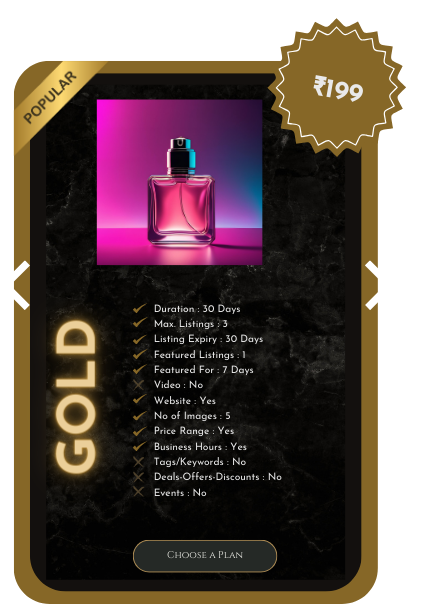 POPULAR
₹199
GOLD
Duration : 30 Days
Max. Listings : 3
Listing Expiry : 30 Days
Featured Listings : 1
Featured For : 7 Days
Video : No
Website : Yes
No of Images : 5
Price Range : Yes
Business Hours : Yes
Tags/Keywords : No
Deals-Offers-Discounts : No
Events : No
Choose a Plan